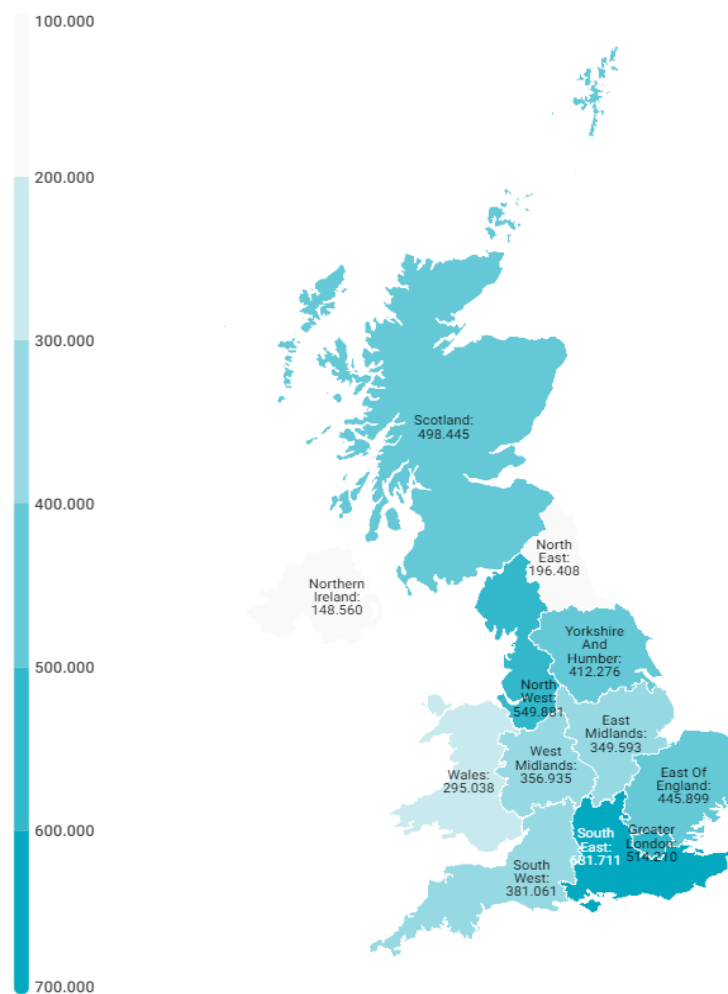 100.000
200.000
300.000
400.000
500.000
600.000
700.000
Scotland:
498.445
North
East:
196.408
Northern
Ireland:
148.560
Yorkshire
And
Humber:
412.276
North
West:
549.881
East
Midlands:
349.593
West
Midlands:
356.935
Wales:
295.038
East Of
England:
445.899
Greater
London:
514.210
South
East:
681.711
South
West:
381.061